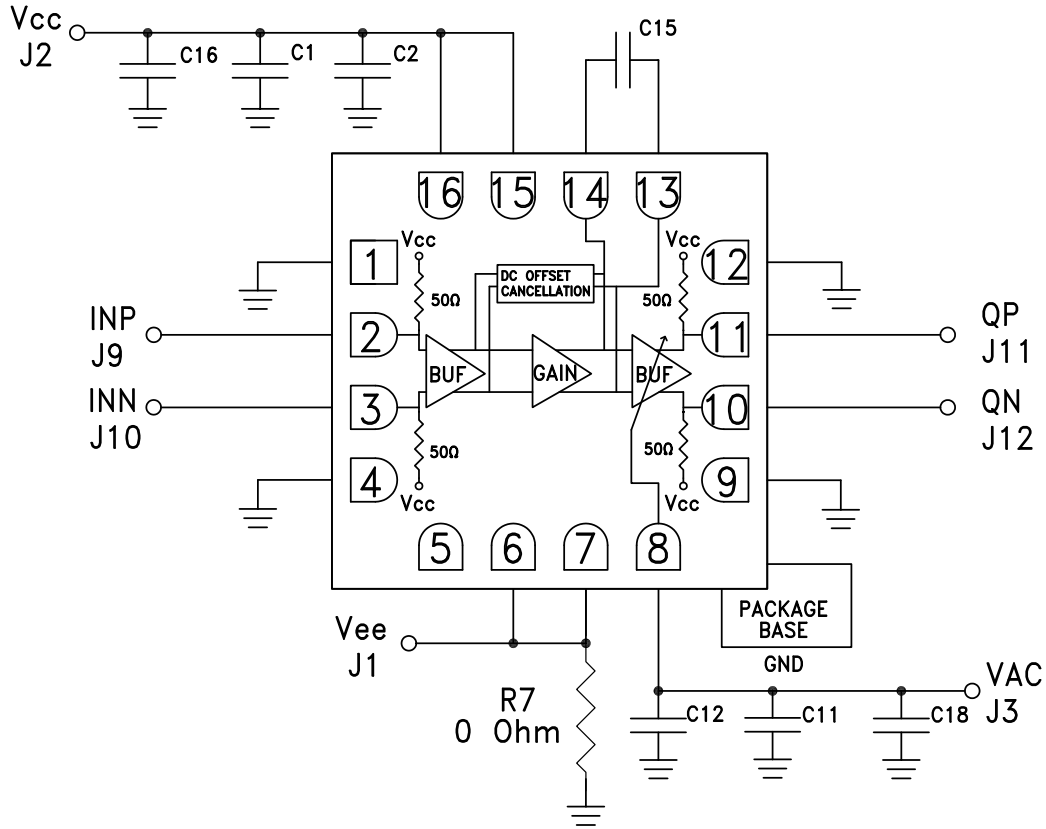 Vcc
J2
C16
C1
C2
C15
16
15
14
13
1
Vcc
50Ω
DC OFFSET
CANCELLATION
Vcc
50Ω
12
INP
J9
2
11
QP
J11
BUF
GAIN
BUF
INN
J10
3
10
QN
J12
50Ω
50Ω
4
Vcc
Vcc
9
5
6
7
8
PACKAGE
BASE
GND
Vee
J1
R7
0 Ohm
VAC
J3
C12
C11
C18